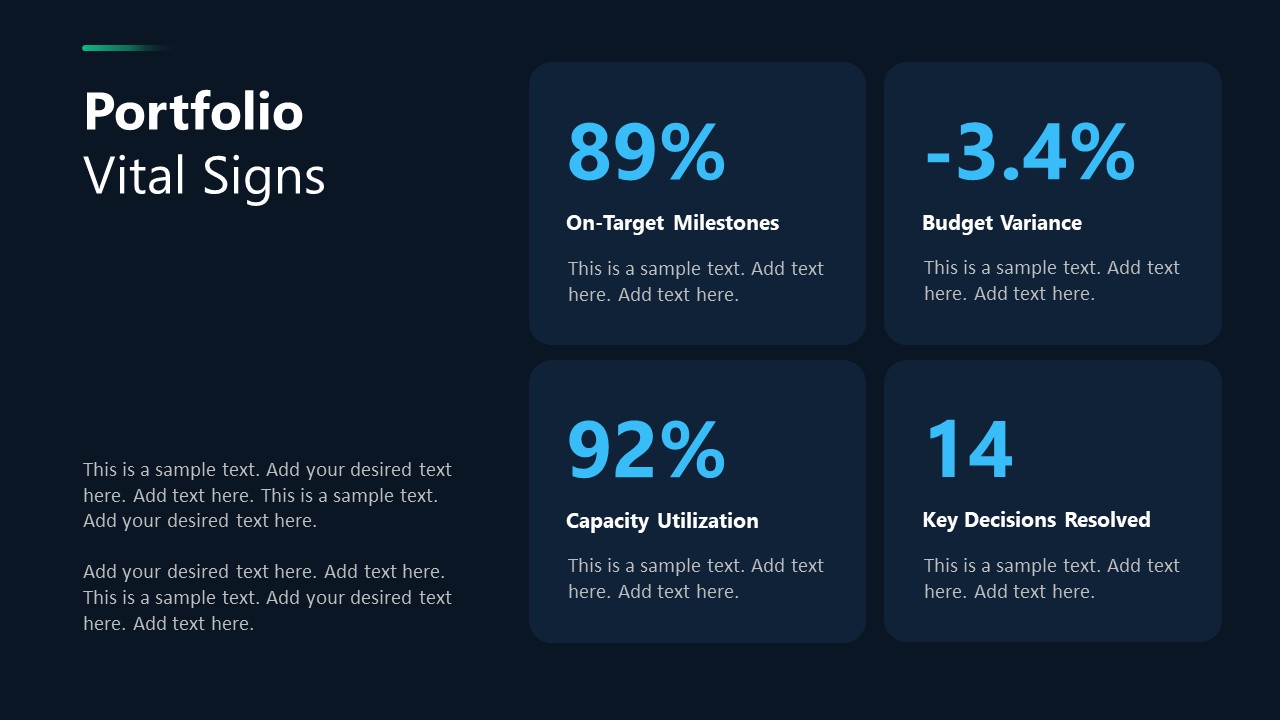 Portfolio
Vital Signs
This is a sample text. Add your desired text
here. Add text here. This is a sample text.
Add your desired text here.
Add your desired text here. Add text here.
This is a sample text. Add your desired text
here. Add text here.
89%
On-Target Milestones
This is a sample text. Add text
here. Add text here.
-3.4%
Budget Variance
This is a sample text. Add text
here. Add text here.
92%
Capacity Utilization
This is a sample text. Add text
here. Add text here.
14
Key Decisions Resolved
This is a sample text. Add text
here. Add text here.